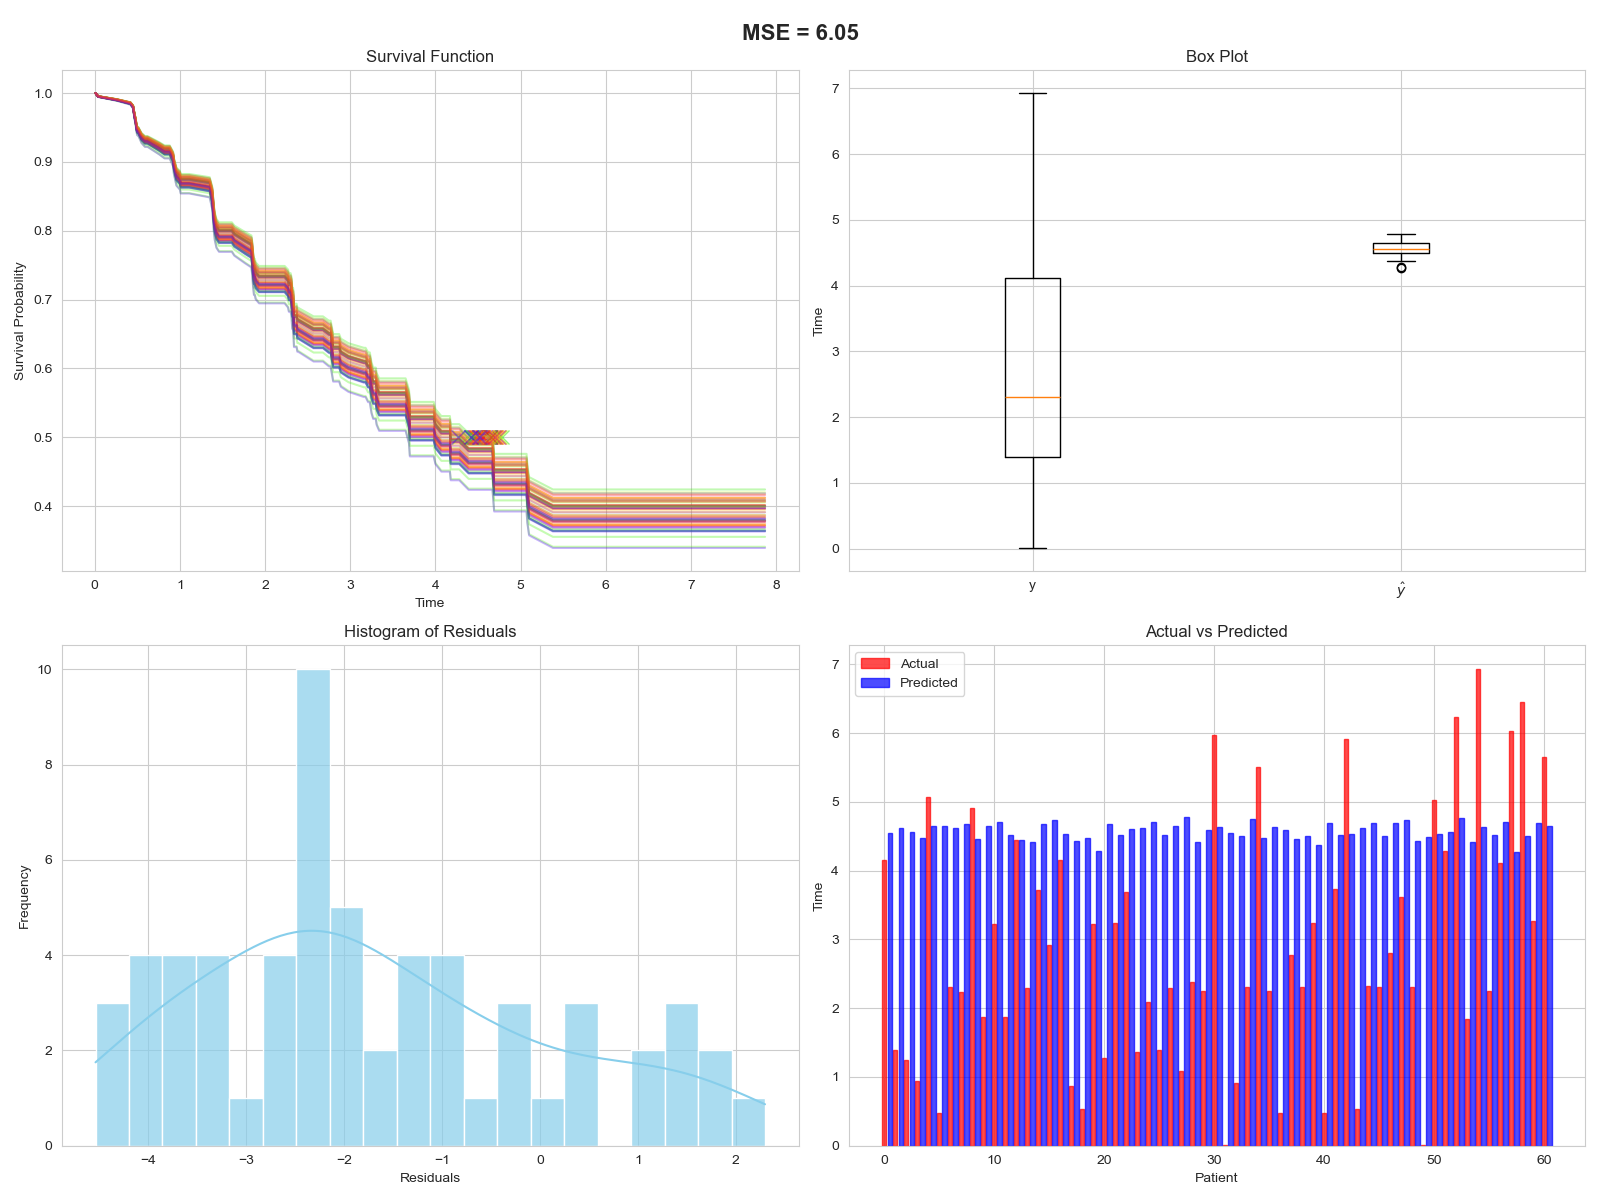 MSE = 6.05
Survival Function
Survival Probability
1.0
0.9
0.8
0.7
0.6
0.5
0.4
0 1 2 3 4 5 6 7 8
Time
Box Plot
Time
7
6
5
4
3
2
1
0
y ŷ
Histogram of Residuals
Frequency
10
8
6
4
2
0
−4 −3 −2 −1 0 1 2
Residuals
Actual vs Predicted
Actual
Predicted
Time
7
6
5
4
3
2
1
0
0 10 20 30 40 50 60
Patient